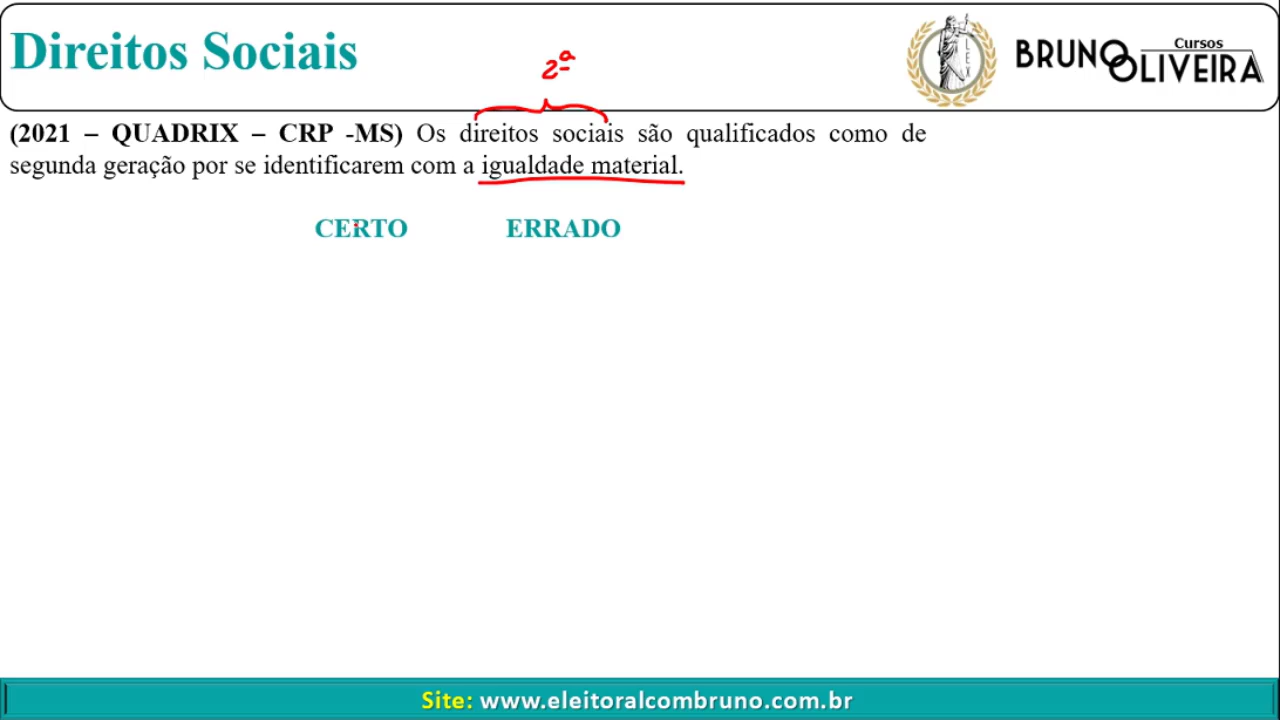 Direitos Sociais
2ª
Cursos
BRUNO
OLIVEIRA
LEX
(2021 – QUADRIX – CRP -MS) Os direitos sociais são qualificados como de
segunda geração por se identificarem com a igualdade material.
CERTO ERRADO
Site: www.eleitoralcombruno.com.br